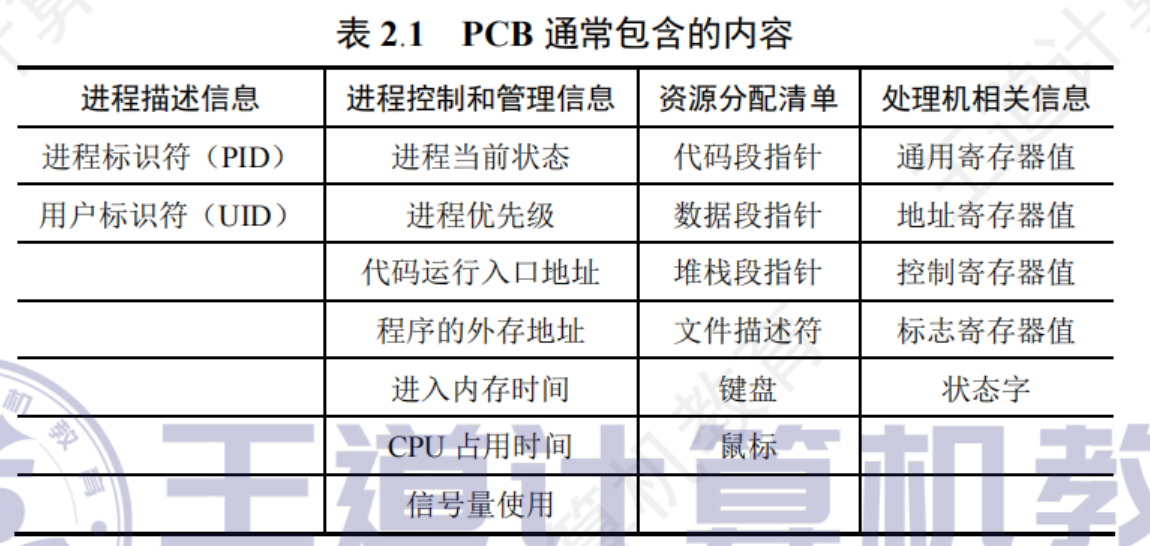 表 2.1 PCB 通常包含的内容
进程描述信息 进程控制和管理信息 资源分配清单 处理机相关信息
进程标识符（PID） 进程当前状态 代码段指针 通用寄存器值
用户标识符（UID） 进程优先级 数据段指针 地址寄存器值
代码运行入口地址 堆栈段指针 控制寄存器值
程序的外存地址 文件描述符 标志寄存器值
进入内存时间 键盘 状态字
CPU 占用时间 鼠标
信号量使用
王道计算机教
机教育